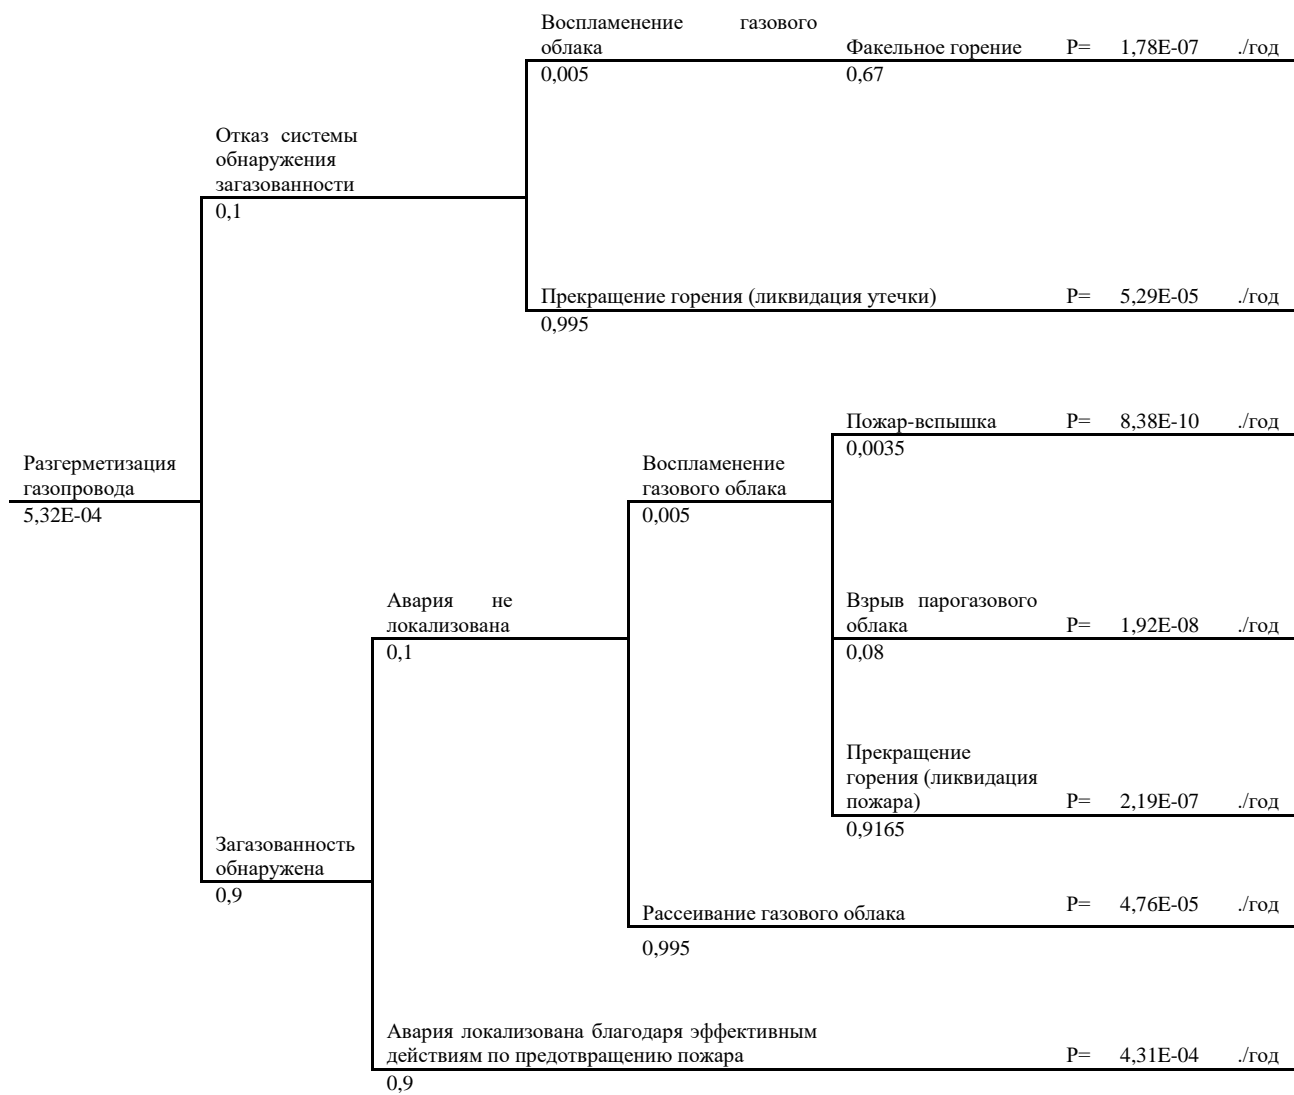 Воспламенение газового
облака
Факельное горение Р= 1,78E-07 ./год
0,005
0,67
Отказ системы
обнаружения
загазованности
0,1
Прекращение горения (ликвидация утечки) Р= 5,29E-05 ./год
0,995
Пожар-вспышка Р= 8,38E-10 ./год
0,0035
Разгерметизация
газопровода
5,32E-04
Воспламенение
газового облака
0,005
Авария не
локализована
0,1
Взрыв парогазового
облака Р= 1,92E-08 ./год
0,08
Прекращение
горения (ликвидация
пожара) Р= 2,19E-07 ./год
0,9165
Загазованность
обнаружена
0,9
Рассеивание газового облака Р= 4,76E-05 ./год
0,995
Авария локализована благодаря эффективным
действиям по предотвращению пожара Р= 4,31E-04 ./год
0,9